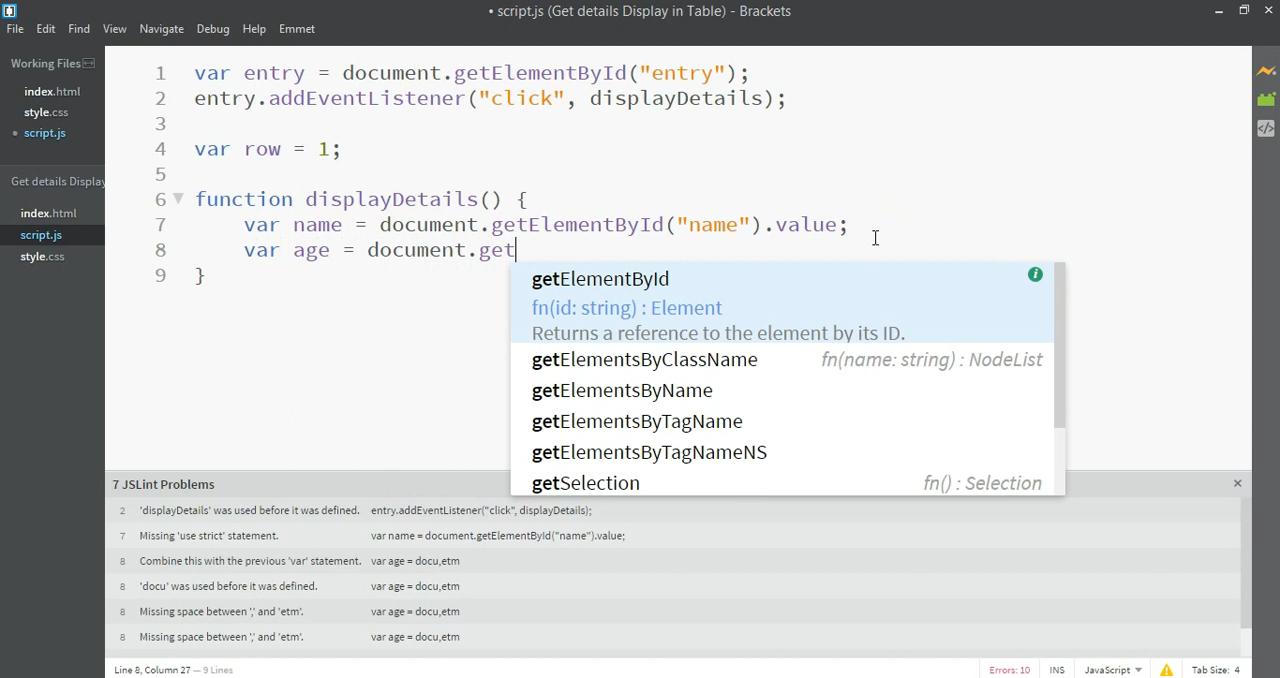 • script.js (Get details Display in Table) - Brackets
File Edit Find View Navigate Debug Help Emmet
Working Files
index.html
style.css
• script.js
Get details Display
index.html
script.js
style.css
1 var entry = document.getElementById("entry");
2 entry.addEventListener("click", displayDetails);
3
4 var row = 1;
5
6 function displayDetails() {
7 var name = document.getElementById("name").value;
8 var age = document.get
9 }
getElementById
fn(id: string) : Element
Returns a reference to the element by its ID.
getElementsByClassName fn(name: string) : NodeList
getElementsByName
getElementsByTagName
getElementsByTagNameNS
getSelection fn() : Selection
7 JSLint Problems
2 'displayDetails' was used before it was defined. entry.addEventListener("click", displayDetails);
7 Missing 'use strict' statement. var name = document.getElementById("name").value;
8 Combine this with the previous 'var' statement. var age = docu,etm
8 'docu' was used before it was defined. var age = docu,etm
8 Missing space between ',' and 'etm'. var age = docu,etm
8 Missing space between ',' and 'etm'. var age = docu,etm
Line 8, Column 27 — 9 Lines
Errors: 10 INS JavaScript Tab Size: 4